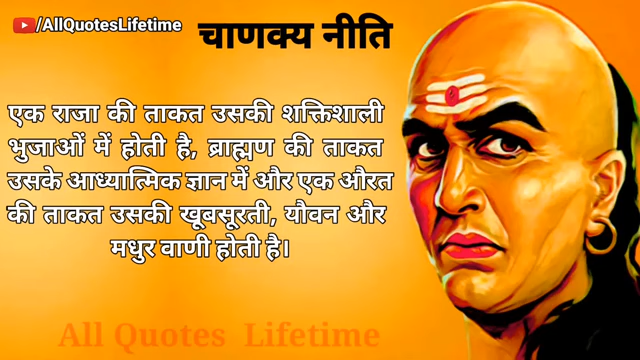 /AllQuotesLifetime
चाणक्य नीति
एक राजा की ताकत उसकी शक्तिशाली
भुजाओं में होती है, ब्राह्मण की ताकत
उसके आध्यात्मिक ज्ञान में और एक औरत
की ताकत उसकी खूबसूरती, यौवन और
मधुर वाणी होती है।
All Quotes Lifetime